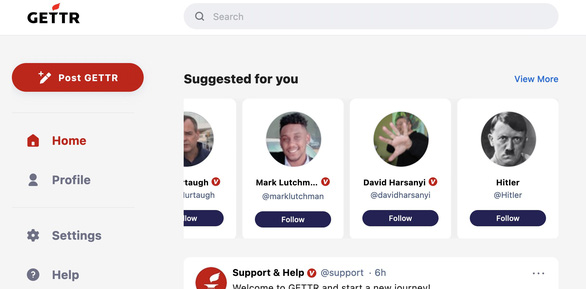 GETTR
Search
Post GETTR
Suggested for you
View More
Home
Profile
Settings
Help
rtaugh
lurtaugh
llow
Mark Lutchm...
@marklutchman
Follow
David Harsanyi
@davidharsanyi
Follow
Hitler
@Hitler
Follow
Support & Help @support · 6h
Welcome to GETTR and start a new journey!